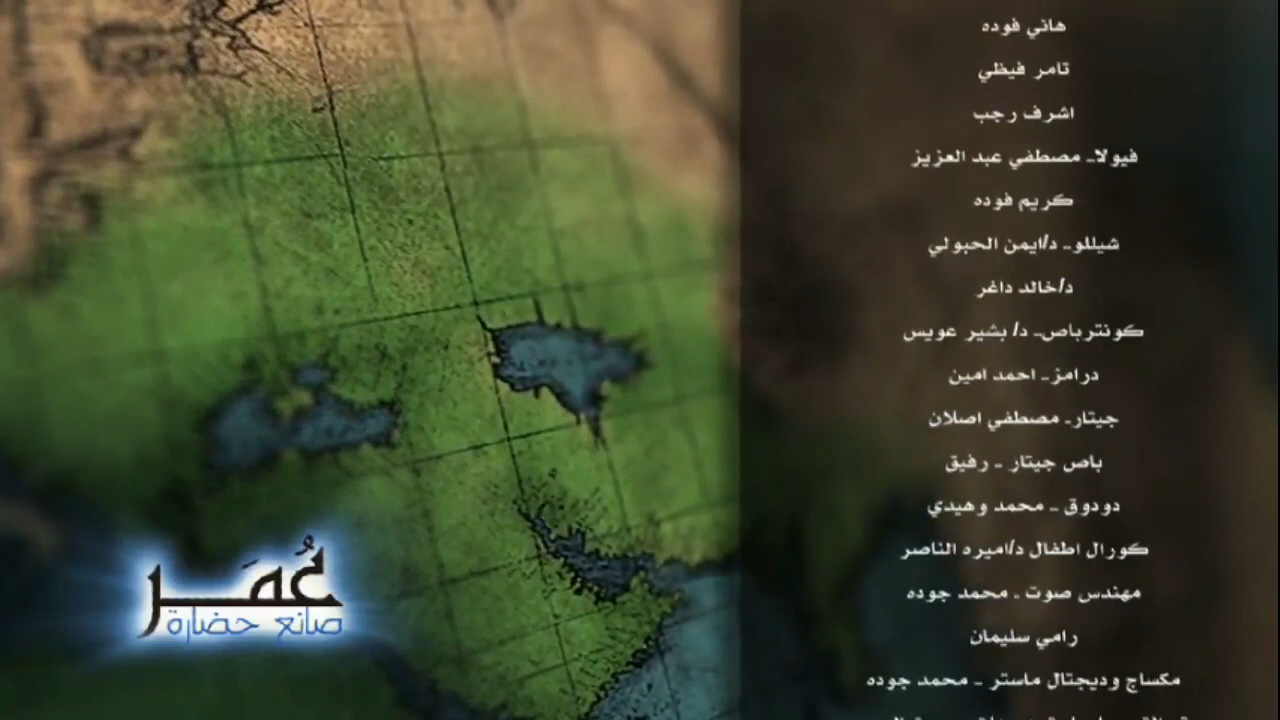 هاني فوده
تامر فيظي
اشرف رجب
فيولا- مصطفي عبد العزيز
كريم فوده
شيللو- د/ايمن الحبولي
د/خالد داغر
كونترباص- د/ بشير عويس
درامز- احمد امين
جيتار- مصطفي اصلان
باص جيتار - رفيق
دودوق - محمد وهيدي
كورال اطفال د/اميره الناصر
مهندس صوت - محمد جوده
رامي سليمان
مكساج وديجتال ماستر - محمد جوده
عُمَر
صانع حضارة